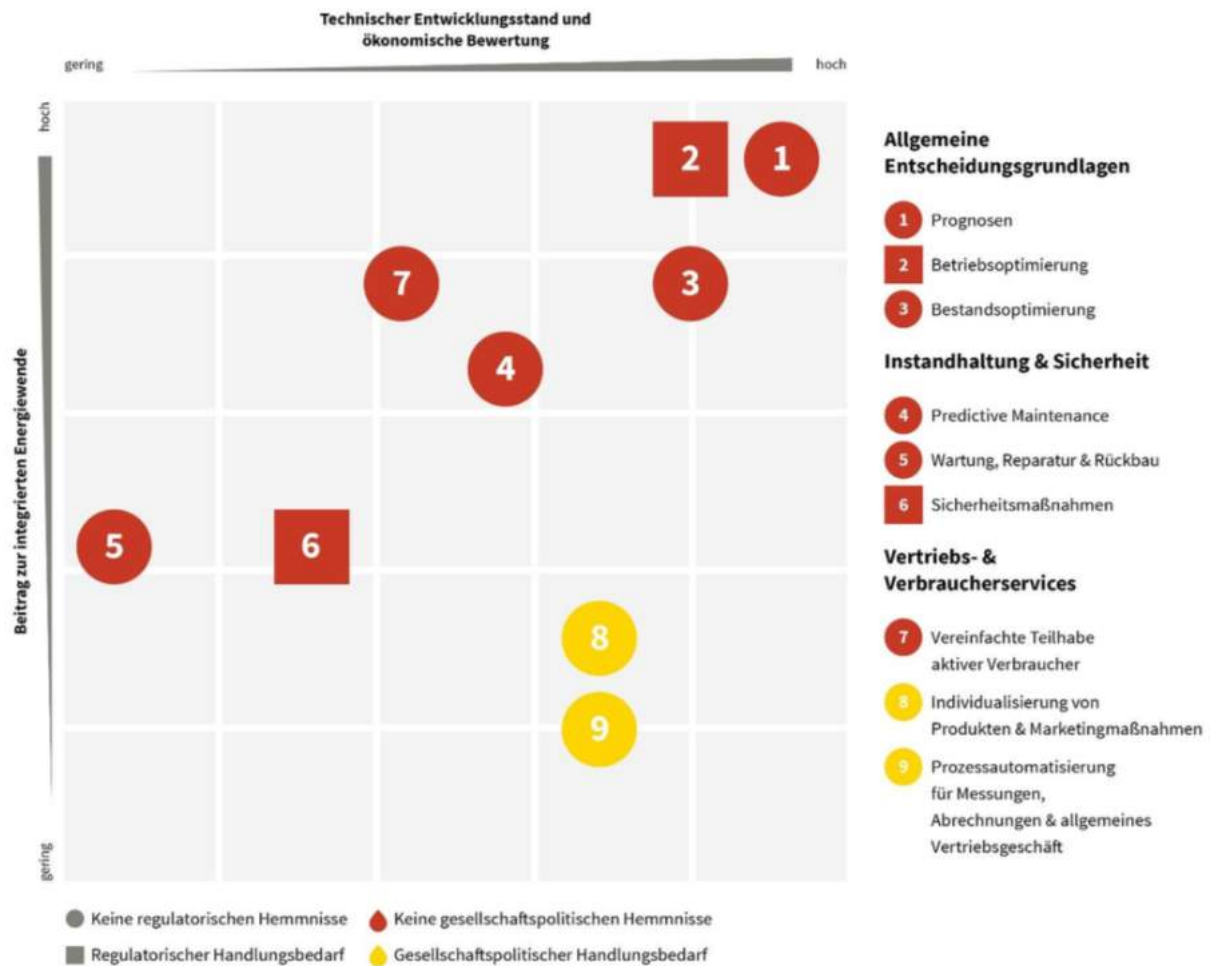 Technischer Entwicklungsstand und
ökonomische Bewertung
gering
hoch
hoch
Beitrag zur integrierten Energiewende
gering
2
1
7
3
4
5
6
8
9
Allgemeine
Entscheidungsgrundlagen
1 Prognosen
2 Betriebsoptimierung
3 Bestandsoptimierung
Instandhaltung & Sicherheit
4 Predictive Maintenance
5 Wartung, Reparatur & Rückbau
6 Sicherheitsmaßnahmen
Vertriebs- &
Verbraucherservices
7 Vereinfachte Teilhabe
aktiver Verbraucher
8 Individualisierung von
Produkten & Marketingmaßnahmen
9 Prozessautomatisierung
für Messungen,
Abrechnungen & allgemeines
Vertriebsgeschäft
Keine regulatorischen Hemmnisse
Keine gesellschaftspolitischen Hemmnisse
Regulatorischer Handlungsbedarf
Gesellschaftspolitischer Handlungsbedarf